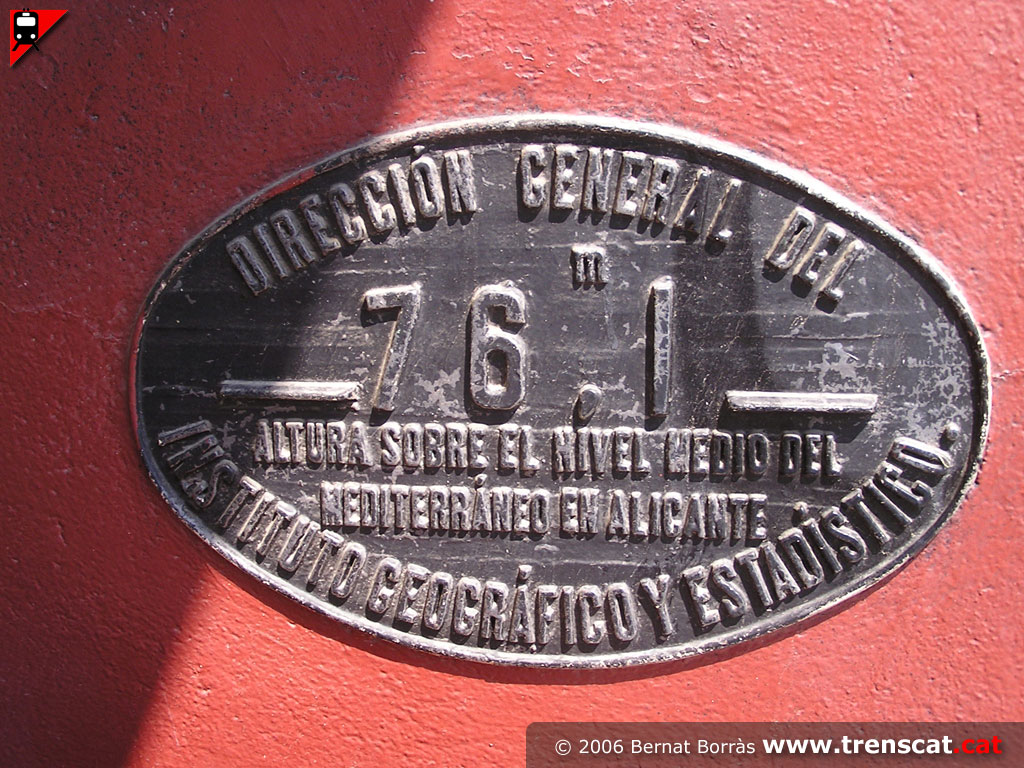 DIRECCIÓN GENERAL DEL
m
76.1
ALTURA SOBRE EL NIVEL MEDIO DEL
MEDITERRÁNEO EN ALICANTE
INSTITUTO GEOGRÁFICO Y ESTADÍSTICO.
© 2006 Bernat Borràs www.trenscat.cat